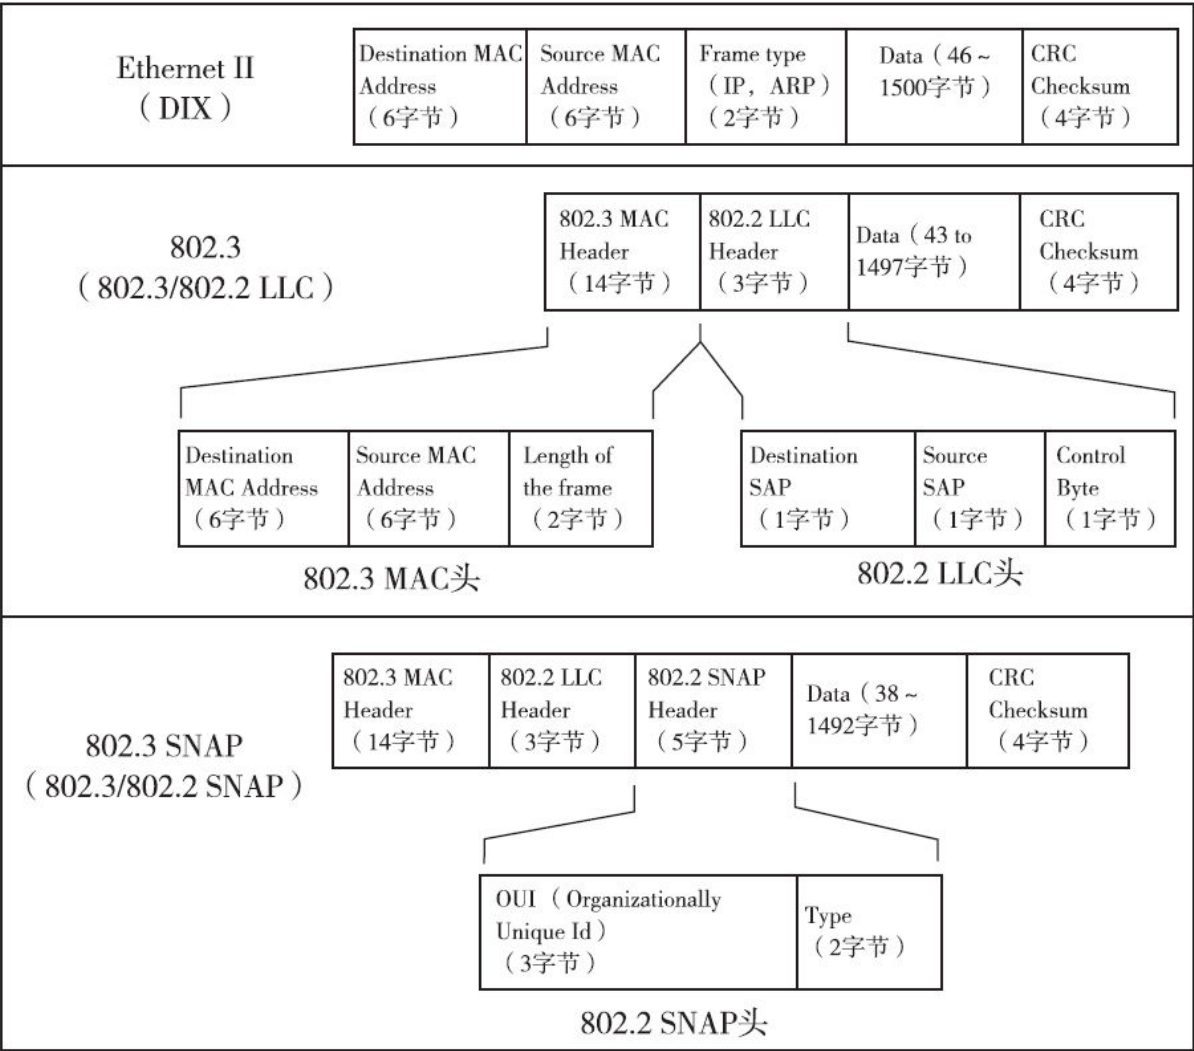 Ethernet II
（DIX）
Destination MAC
Address
（6字节）
Source MAC
Address
（6字节）
Frame type
（IP，ARP）
（2字节）
Data（46～
1500字节）
CRC
Checksum
（4字节）
802.3
（802.3/802.2 LLC）
802.3 MAC
Header
（14字节）
802.2 LLC
Header
（3字节）
Data（43 to
1497字节）
CRC
Checksum
（4字节）
Destination
MAC Address
（6字节）
Source MAC
Address
（6字节）
Length of
the frame
（2字节）
802.3 MAC头
Destination
SAP
（1字节）
Source
SAP
（1字节）
Control
Byte
（1字节）
802.2 LLC头
802.3 SNAP
（802.3/802.2 SNAP）
802.3 MAC
Header
（14字节）
802.2 LLC
Header
（3字节）
802.2 SNAP
Header
（5字节）
Data（38～
1492字节）
CRC
Checksum
（4字节）
OUI （Organizationally
Unique Id）
（3字节）
Type
（2字节）
802.2 SNAP头